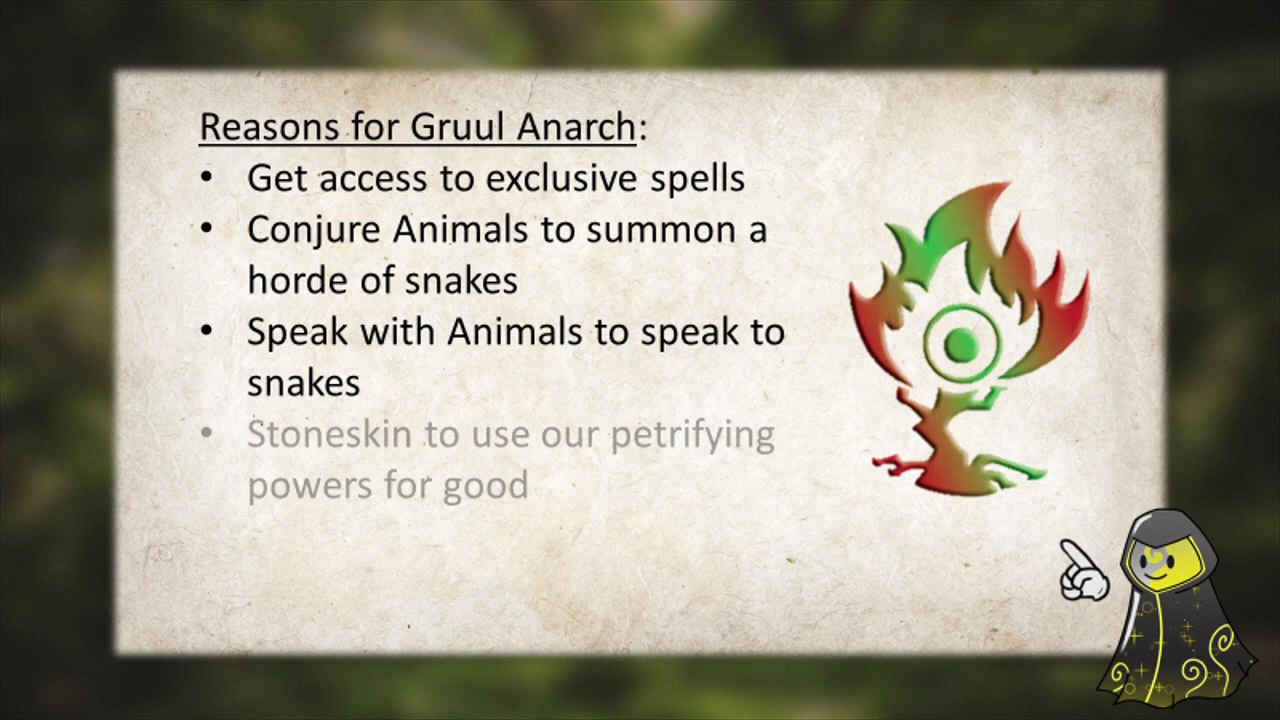 Reasons for Gruul Anarch:
• Get access to exclusive spells
• Conjure Animals to summon a
horde of snakes
• Speak with Animals to speak to
snakes
• Stoneskin to use our petrifying
powers for good